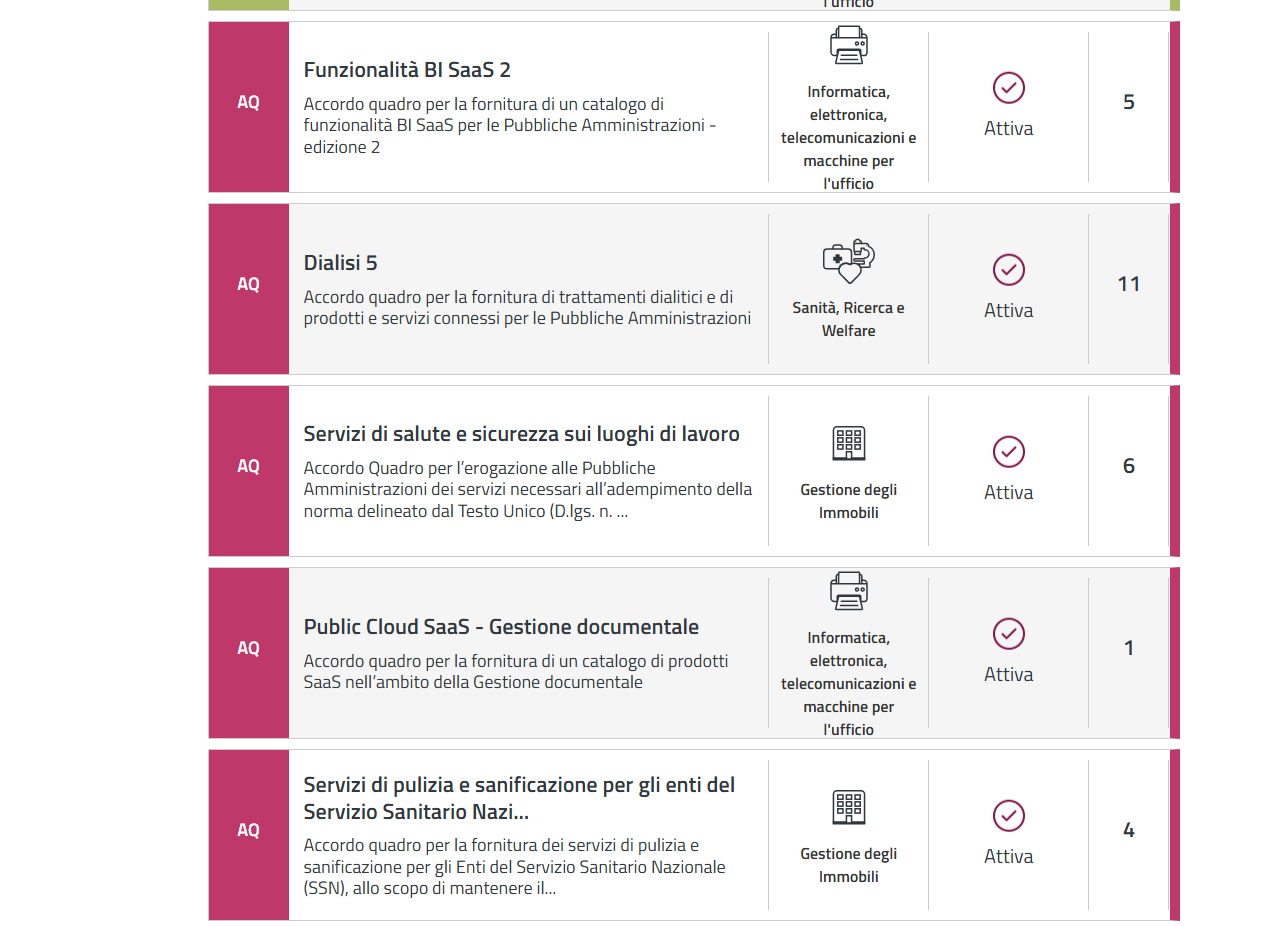 l'ufficio
AQ
Funzionalità BI SaaS 2
Accordo quadro per la fornitura di un catalogo di
funzionalità BI SaaS per le Pubbliche Amministrazioni -
edizione 2
Informatica,
elettronica,
telecomunicazioni e
macchine per
l'ufficio
Attiva
5
AQ
Dialisi 5
Accordo quadro per la fornitura di trattamenti dialitici e di
prodotti e servizi connessi per le Pubbliche Amministrazioni
Sanità, Ricerca e
Welfare
Attiva
11
AQ
Servizi di salute e sicurezza sui luoghi di lavoro
Accordo Quadro per l’erogazione alle Pubbliche
Amministrazioni dei servizi necessari all’adempimento della
norma delineato dal Testo Unico (D.lgs. n. ...
Gestione degli
Immobili
Attiva
6
AQ
Public Cloud SaaS - Gestione documentale
Accordo quadro per la fornitura di un catalogo di prodotti
SaaS nell’ambito della Gestione documentale
Informatica,
elettronica,
telecomunicazioni e
macchine per
l'ufficio
Attiva
1
AQ
Servizi di pulizia e sanificazione per gli enti del
Servizio Sanitario Nazi...
Accordo quadro per la fornitura dei servizi di pulizia e
sanificazione per gli Enti del Servizio Sanitario Nazionale
(SSN), allo scopo di mantenere il...
Gestione degli
Immobili
Attiva
4